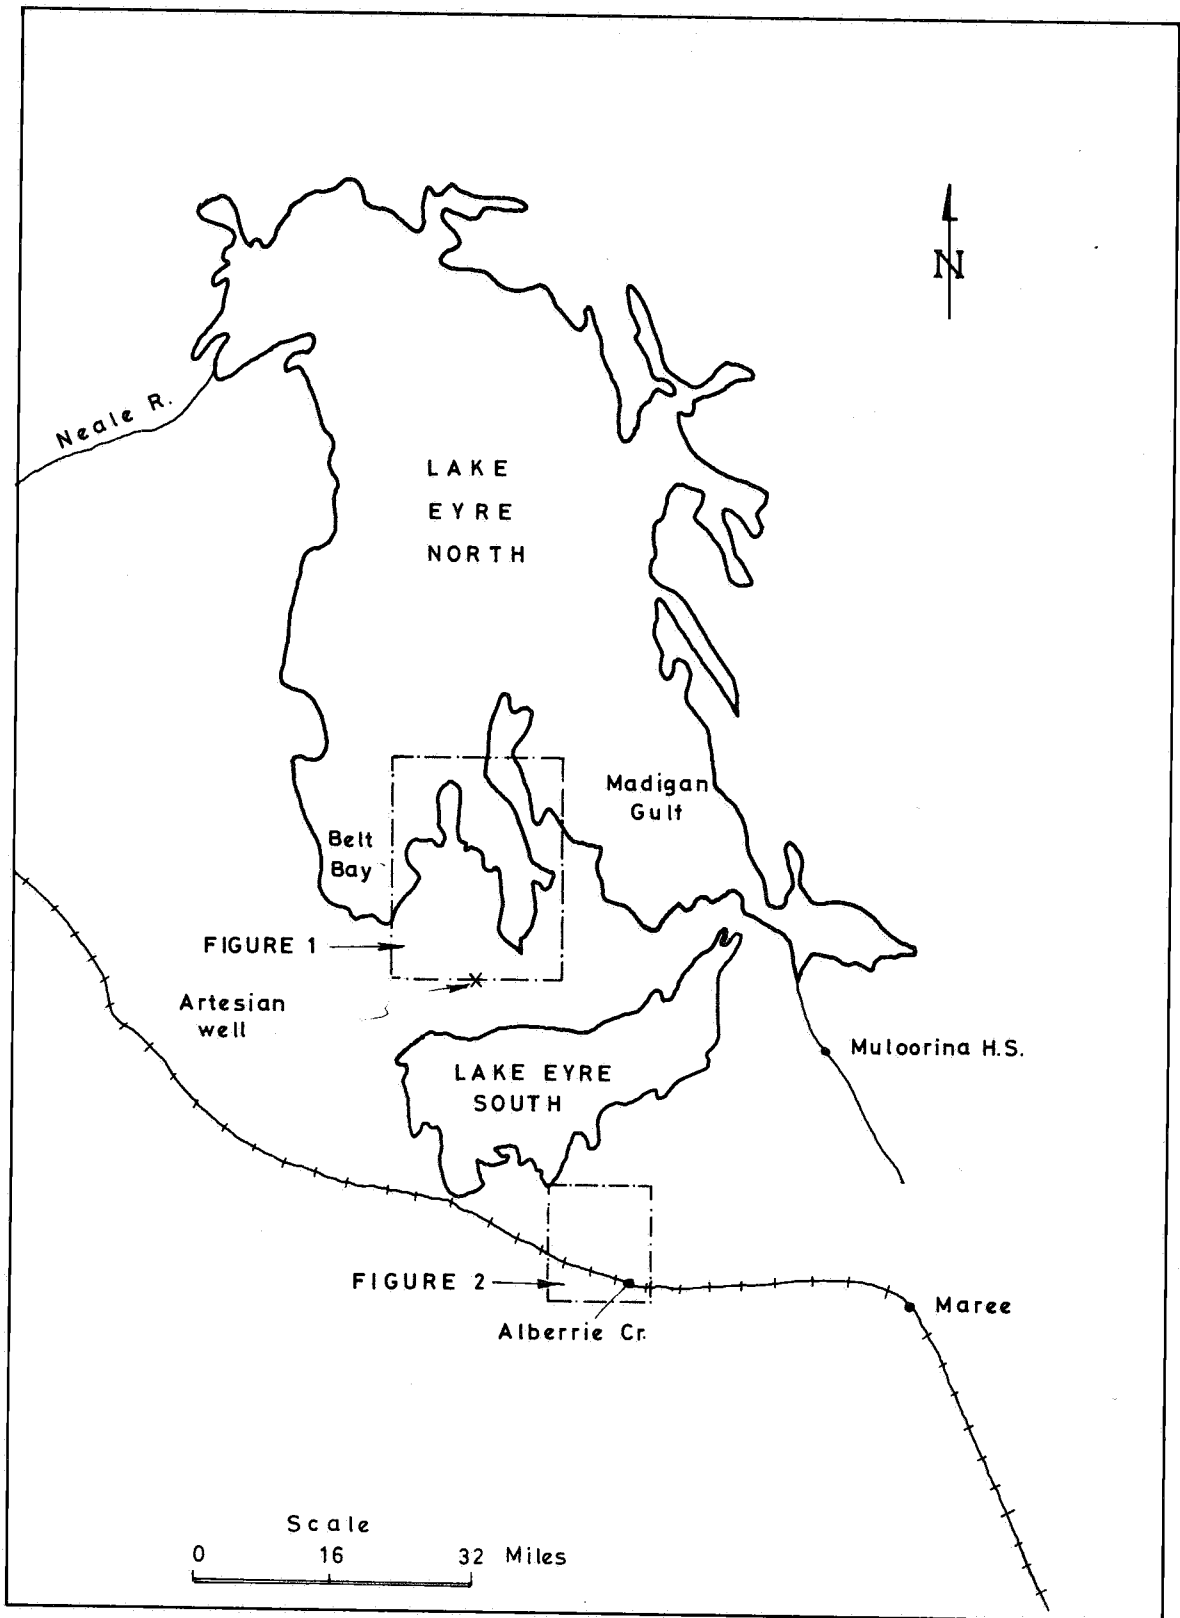 N
Neale R.
LAKE
EYRE
NORTH
Madigan
Gulf
Belt
Bay
FIGURE 1
Artesian
well
Muloorina H.S.
LAKE EYRE
SOUTH
FIGURE 2
Maree
Alberrie Cr.
Scale
0 16 32 Miles